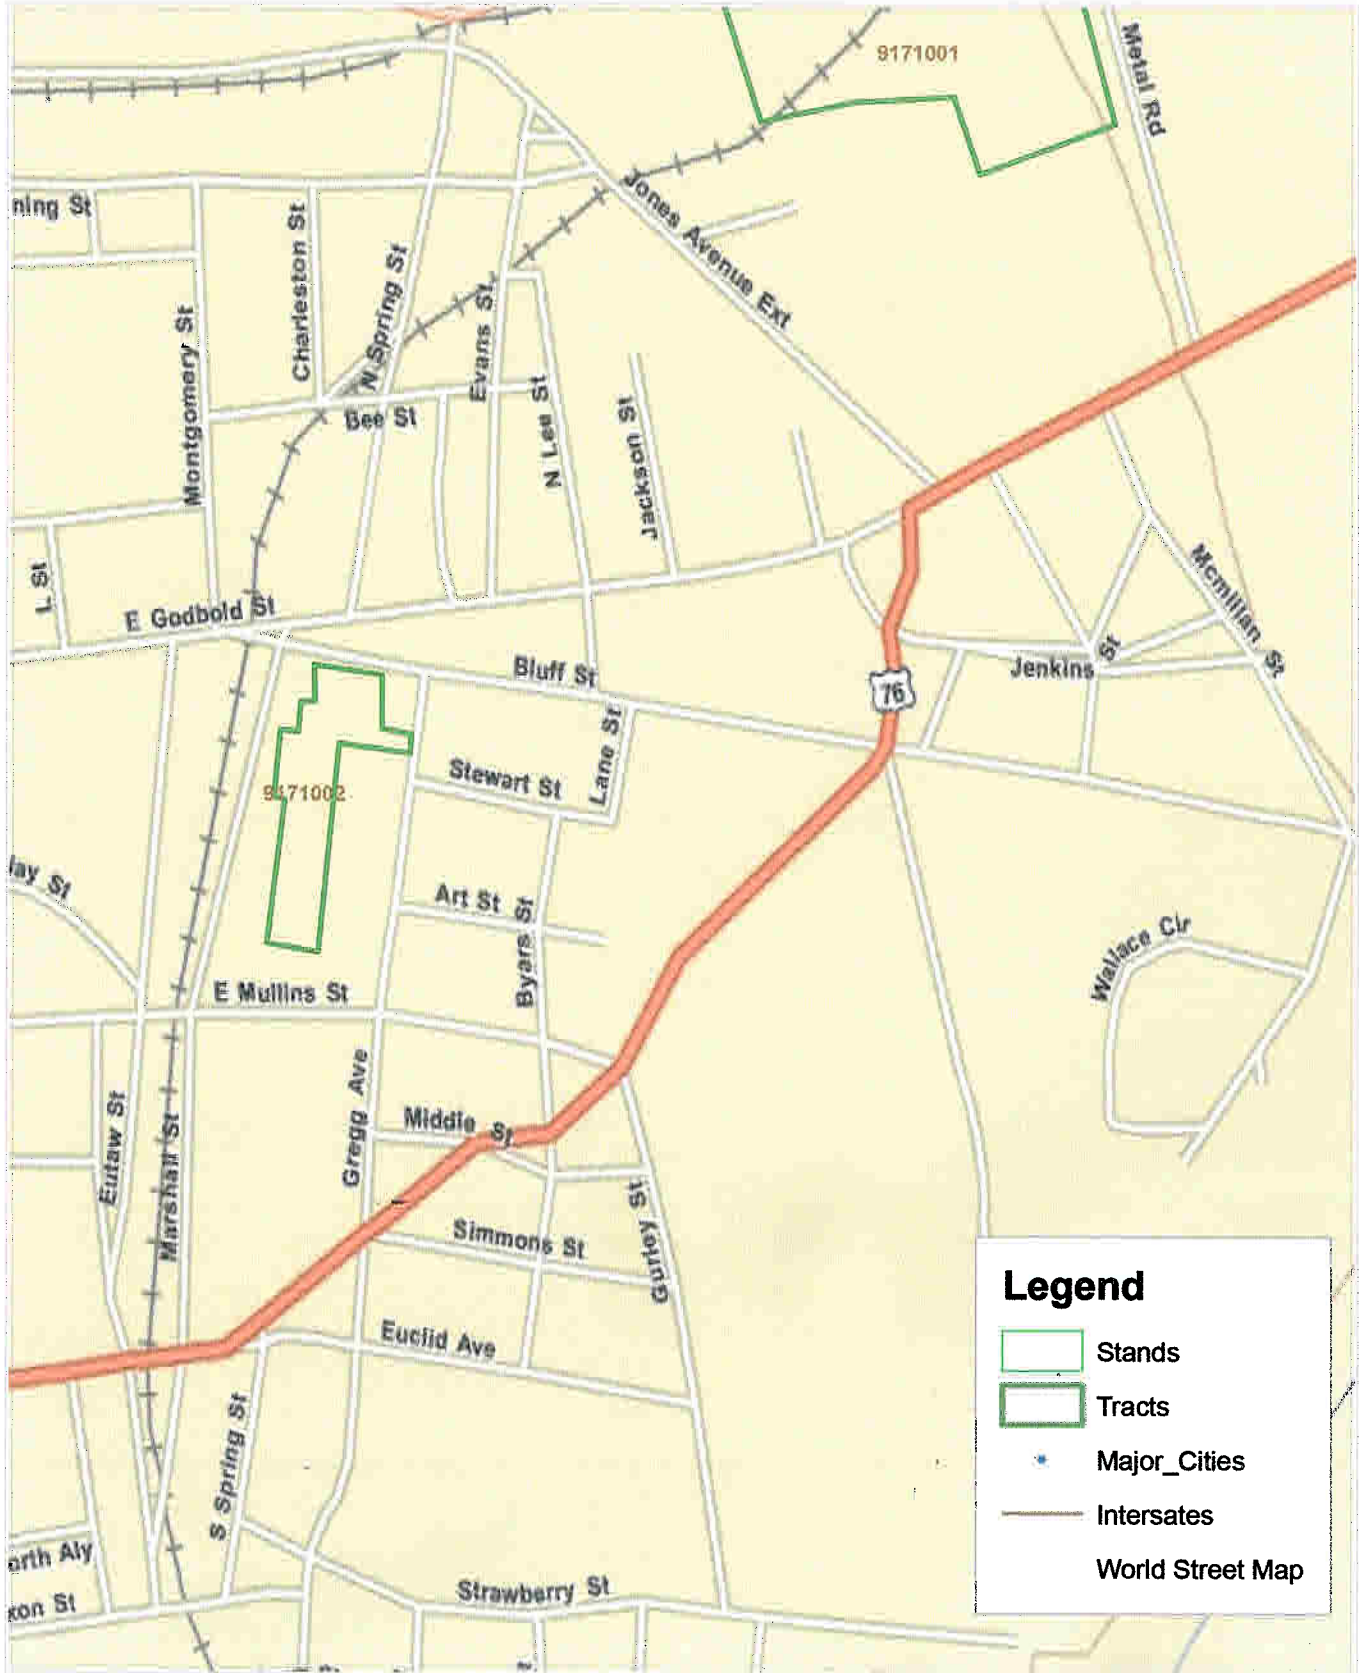 9171001
Metal Rd
ning St
Jones Avenue Ext
Charleston St
N Spring St
Evans St
Montgomery St
Bee St
N Lee St
Jackson St
L St
E Godbold St
Mcmillan St
Bluff St
Jenkins St
76
Lane St
Stewart St
9171002
lay St
Art St
Byars St
Wallace Cir
E Mullins St
Gregg Ave
Middle St
Eutaw St
Marshall St
Simmons St
Gurley St
Euclid Ave
S Spring St
orth Aly
xon St
Strawberry St
Legend
Stands
Tracts
Major_Cities
Intersates
World Street Map